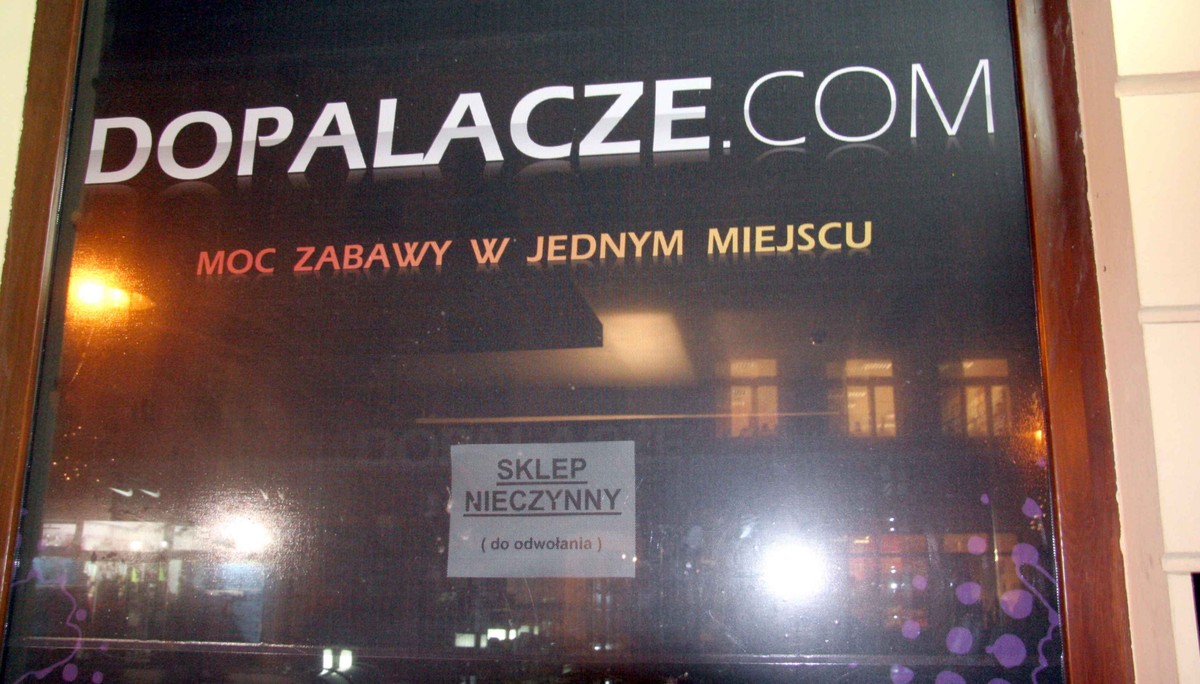 DOPALACZE.COM
MOC ZABAWY W JEDNYM MIEJSCU
SKLEP
NIECZYNNY
( do odwołania )